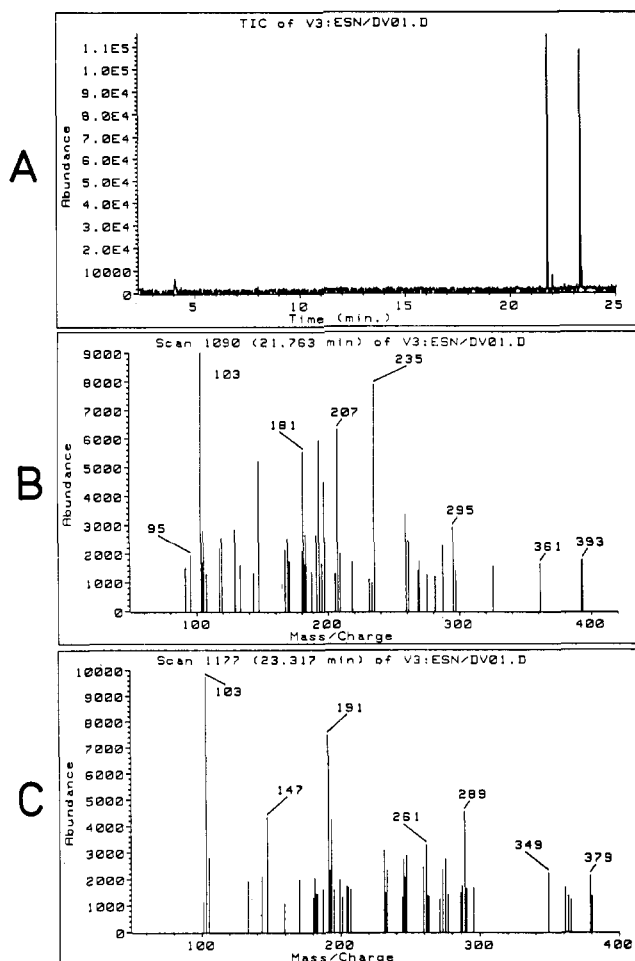 A
TIC of V3:ESN/DV01.D
Abundance
1.1E5
1.0E5
9.0E4
8.0E4
7.0E4
6.0E4
5.0E4
4.0E4
3.0E4
2.0E4
1.0E4
10000
0
5 10 15 20 25
Time (min.)
B
Scan 1090 (21.763 min) of V3:ESN/DV01.D
Abundance
9000
8000
7000
6000
5000
4000
3000
2000
1000
0
103
235
181
207
95
295
361
393
100 200 300 400
Mass/Charge
C
Scan 1177 (23.317 min) of V3:ESN/DV01.D
Abundance
10000
9000
8000
7000
6000
5000
4000
3000
2000
1000
0
103
191
147
261
289
349
379
100 200 300 400
Mass/Charge